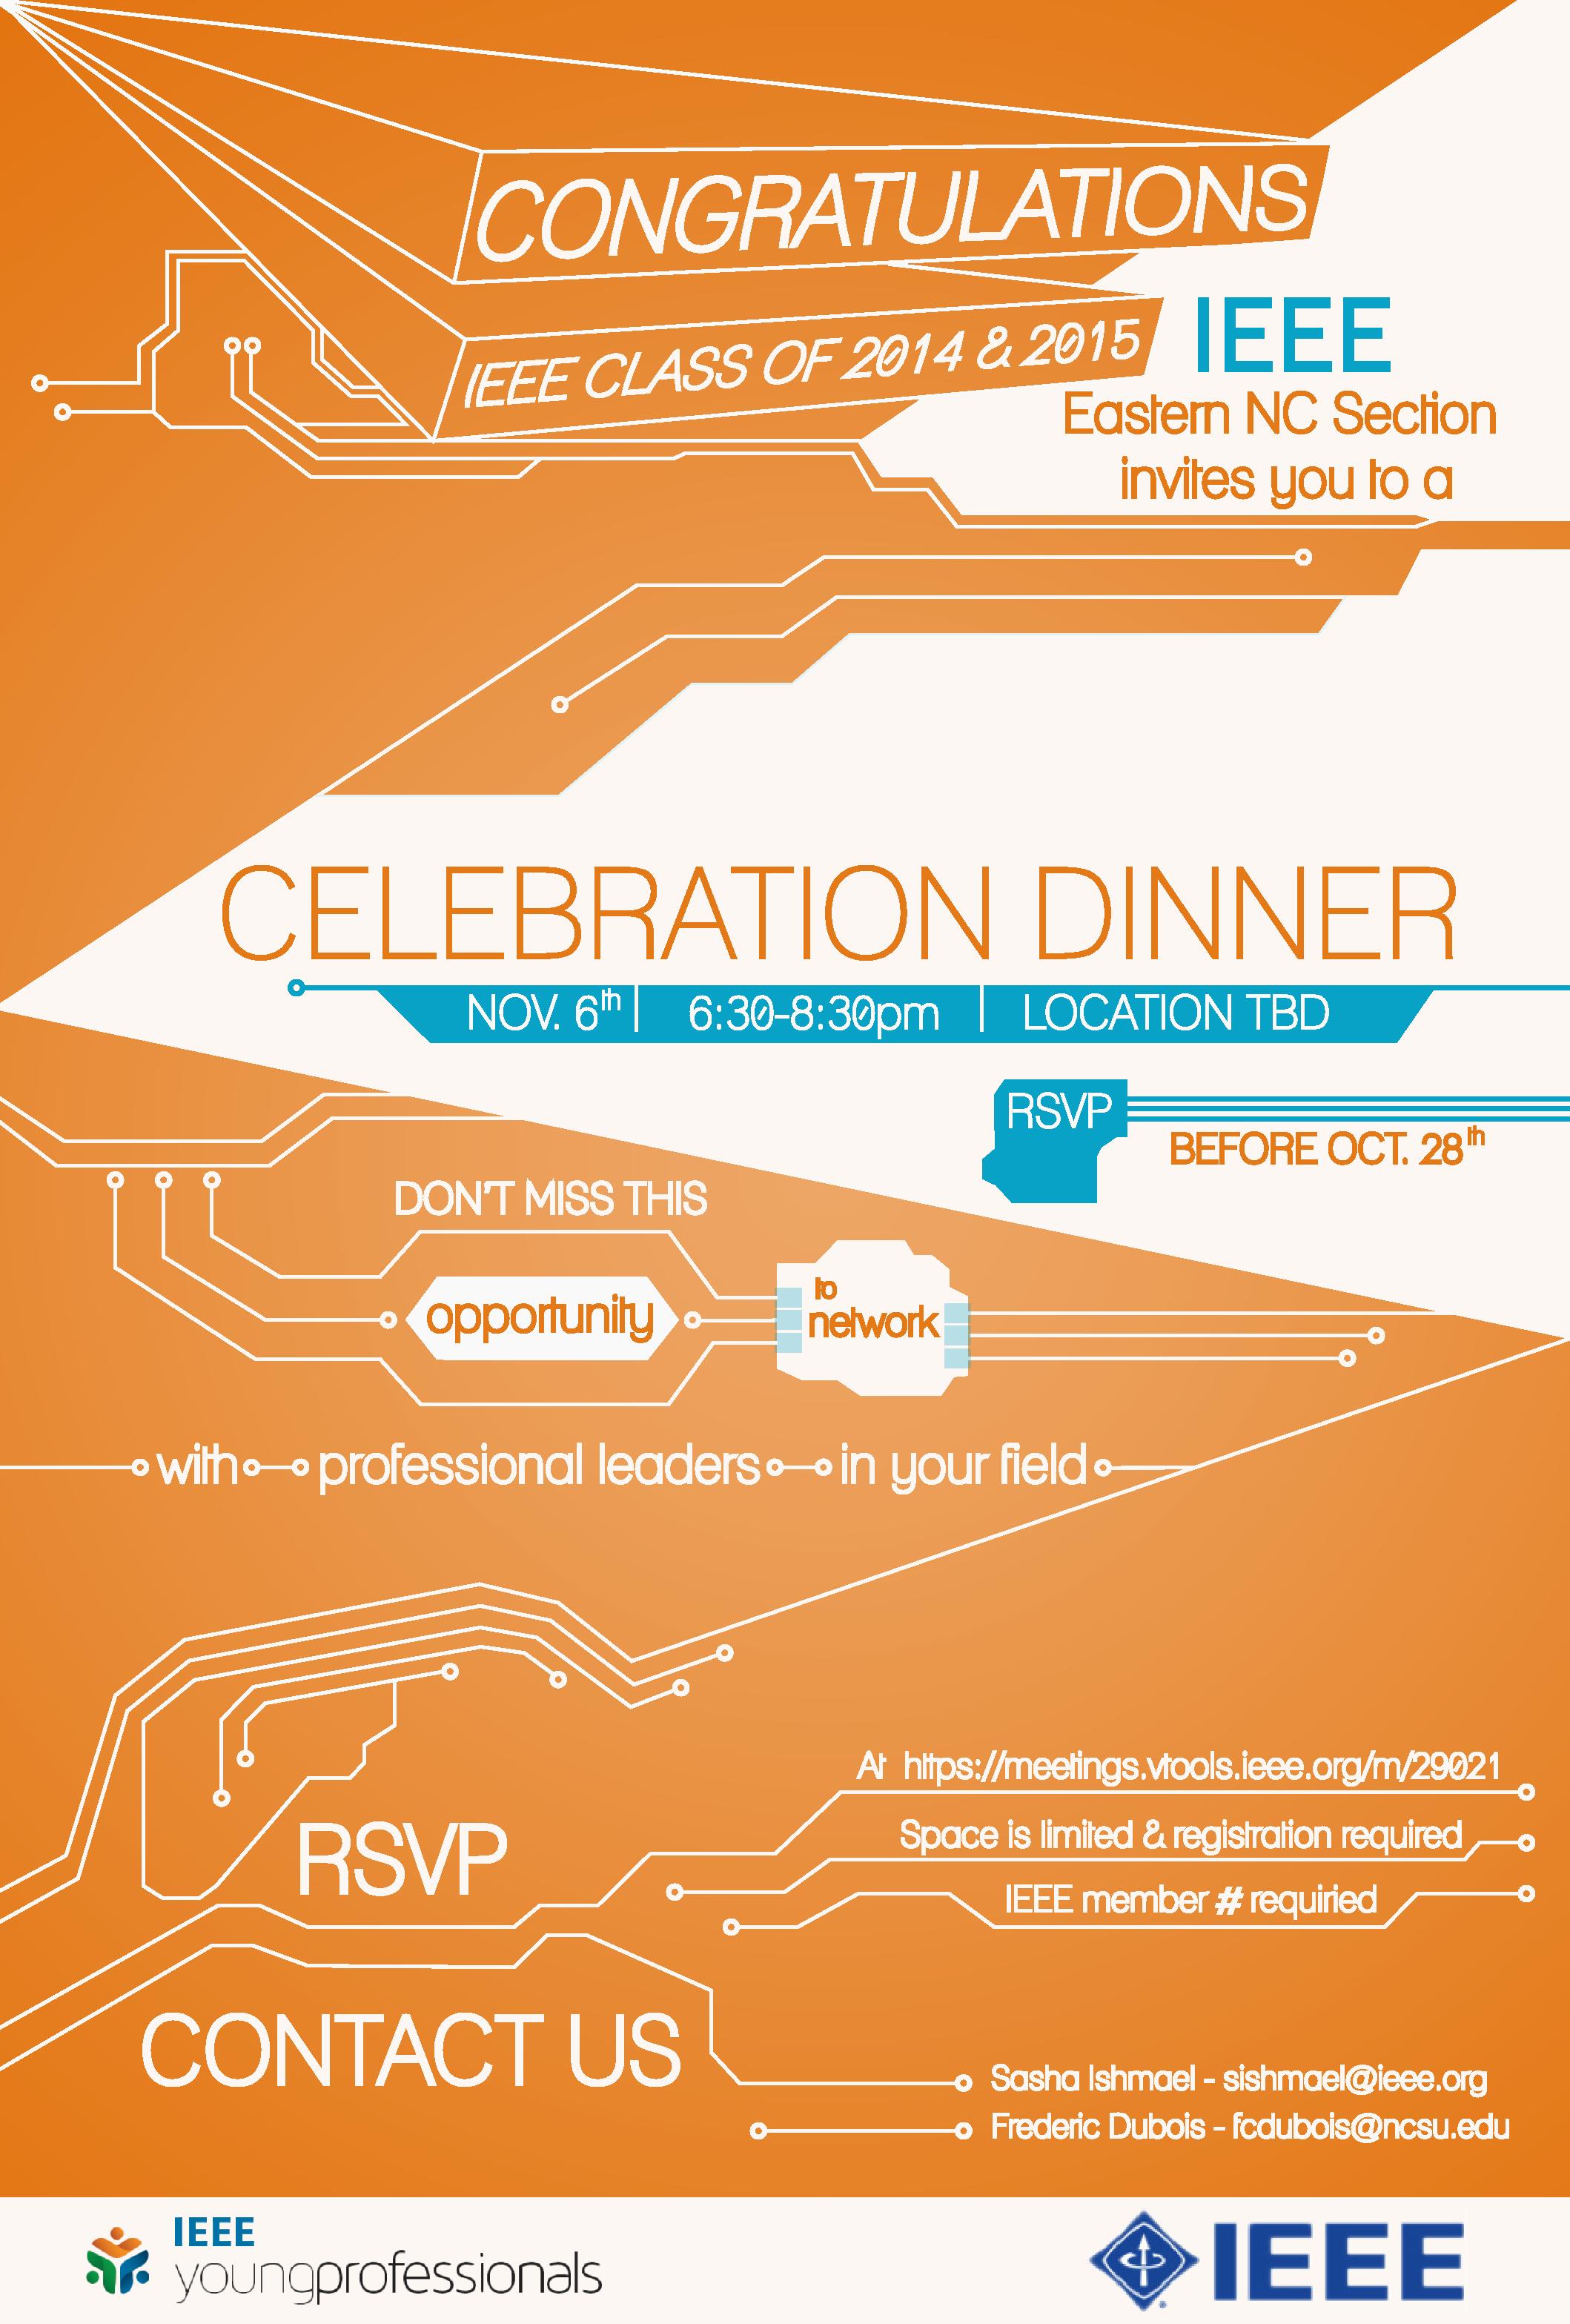 CONGRATULATIONS
IEEE CLASS OF 2014 & 2015
IEEE
Eastern NC Section
invites you to a
CELEBRATION DINNER
NOV. 6th | 6:30-8:30pm | LOCATION TBD
RSVP
BEFORE OCT. 28th
DON'T MISS THIS
opportunity
to
network
with professional leaders in your field
At https://meetings.vtools.ieee.org/m/29021
Space is limited & registration required
RSVP
IEEE member # requiried
CONTACT US
Sasha Ishmael - sishmael@ieee.org
Frederic Dubois - fcdubois@ncsu.edu
IEEE
youngprofessionals
IEEE